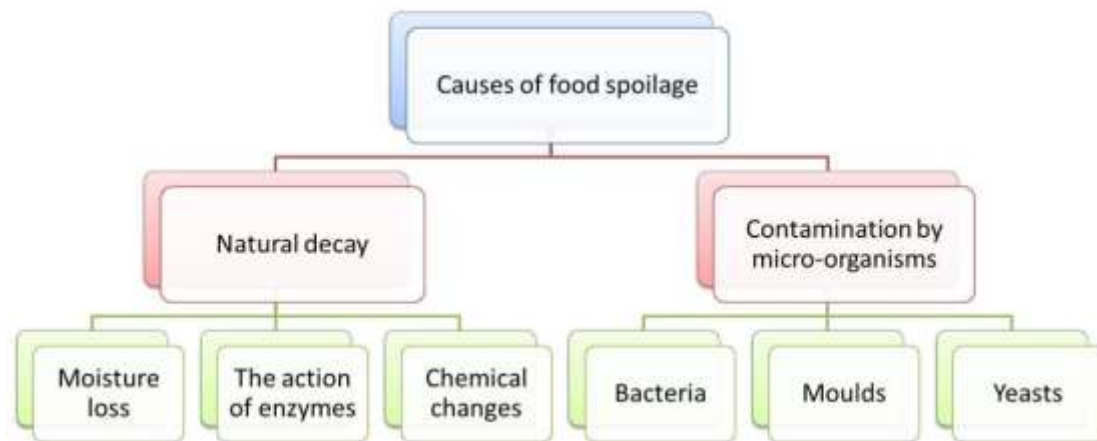 Causes of food spoilage
Natural decay
Contamination by
micro-organisms
Moisture
loss
The action
of enzymes
Chemical
changes
Bacteria
Moulds
Yeasts